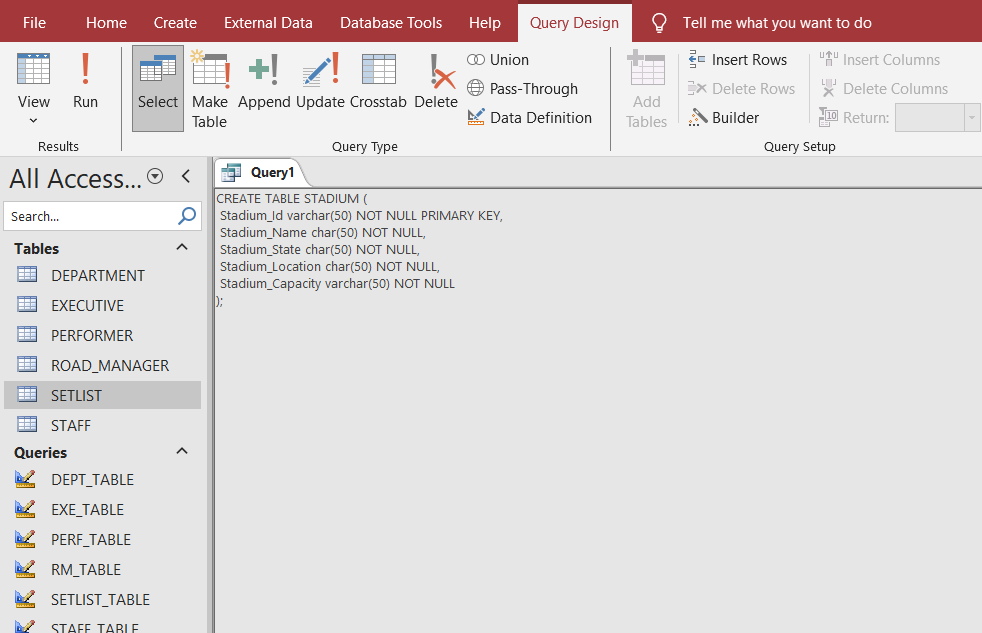 File Home Create External Data Database Tools Help Query Design Tell me what you want to do
View
Run
Results
Select
Make Table
Append
Update
Crosstab
Delete
Union
Pass-Through
Data Definition
Query Type
Add Tables
Insert Rows
Delete Rows
Builder
Insert Columns
Delete Columns
Return:
Query Setup
All Access...
Search...
Tables
DEPARTMENT
EXECUTIVE
PERFORMER
ROAD_MANAGER
SETLIST
STAFF
Queries
DEPT_TABLE
EXE_TABLE
PERF_TABLE
RM_TABLE
SETLIST_TABLE
STAFF_TABLE
Query1
CREATE TABLE STADIUM (
Stadium_Id varchar(50) NOT NULL PRIMARY KEY,
Stadium_Name char(50) NOT NULL,
Stadium_State char(50) NOT NULL,
Stadium_Location char(50) NOT NULL,
Stadium_Capacity varchar(50) NOT NULL
);